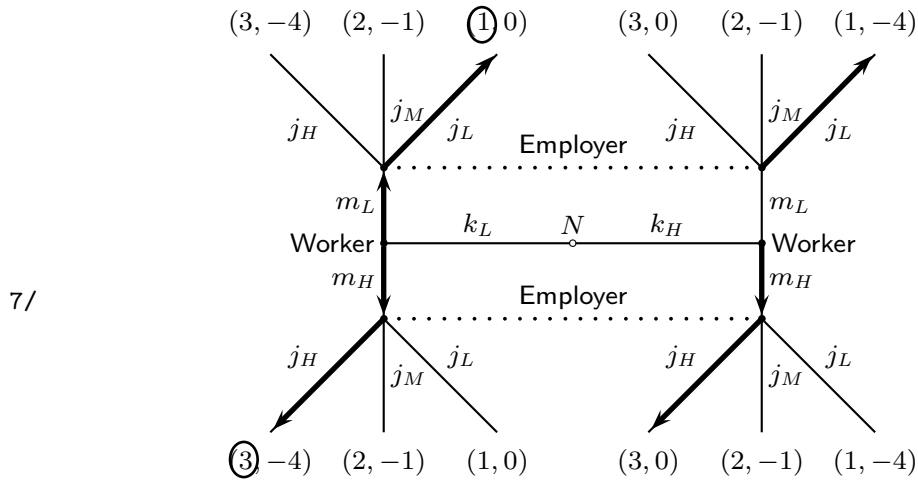 (3, −4) (2, −1) (1, 0) (3, 0) (2, −1) (1, −4)
j_H j_M j_L j_H j_M j_L
Employer
m_L m_L
Worker k_L N k_H Worker
m_H m_H
7/
Employer
j_H j_M j_L j_H j_M j_L
(3, −4) (2, −1) (1, 0) (3, 0) (2, −1) (1, −4)